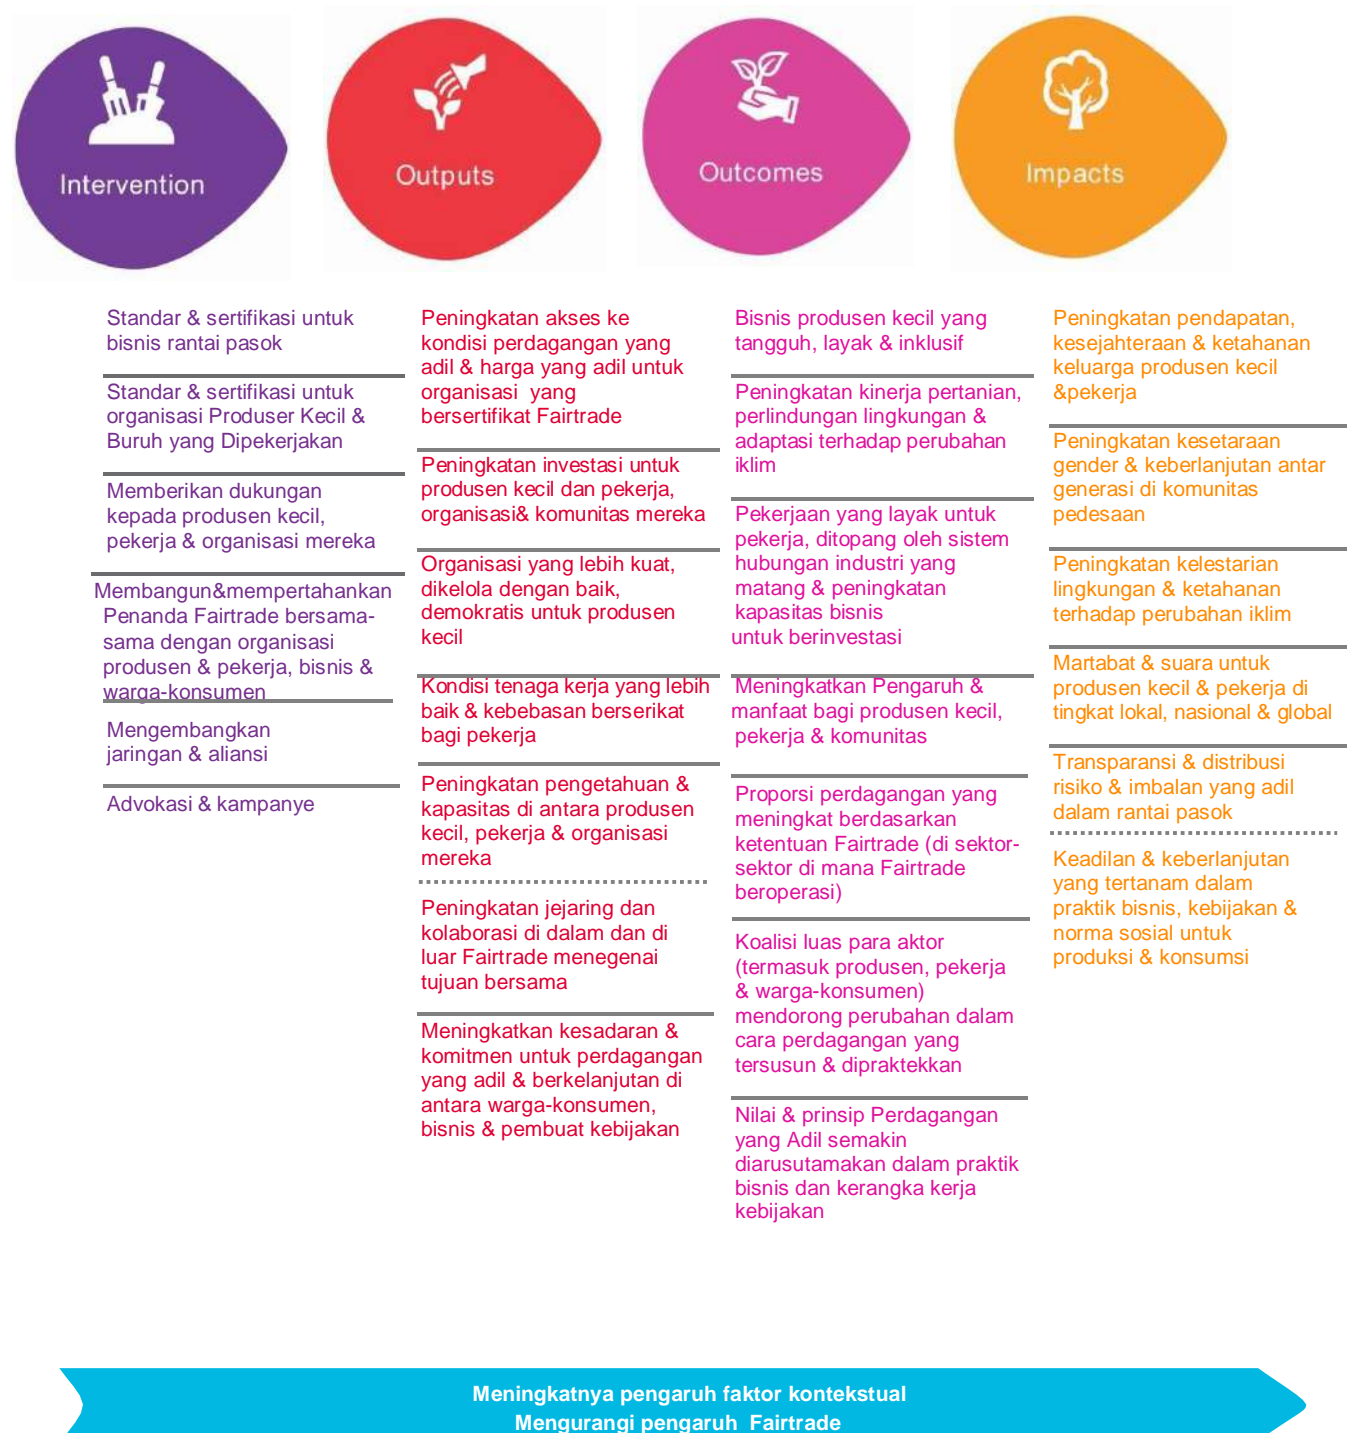 Intervention
Outputs
Outcomes
Impacts
Standar & sertifikasi untuk
bisnis rantai pasok
Standar & sertifikasi untuk
organisasi Produser Kecil &
Buruh yang Dipekerjakan
Memberikan dukungan
kepada produsen kecil,
pekerja & organisasi mereka
Membangun&mempertahankan
Penanda Fairtrade bersama-
sama dengan organisasi
produsen & pekerja, bisnis &
warga-konsumen
Mengembangkan
jaringan & aliansi
Advokasi & kampanye
Peningkatan akses ke
kondisi perdagangan yang
adil & harga yang adil untuk
organisasi yang
bersertifikat Fairtrade
Peningkatan investasi untuk
produsen kecil dan pekerja,
organisasi& komunitas mereka
Organisasi yang lebih kuat,
dikelola dengan baik,
demokratis untuk produsen
kecil
Kondisi tenaga kerja yang lebih
baik & kebebasan berserikat
bagi pekerja
Peningkatan pengetahuan &
kapasitas di antara produsen
kecil, pekerja & organisasi
mereka
Peningkatan jejaring dan
kolaborasi di dalam dan di
luar Fairtrade menegenai
tujuan bersama
Meningkatkan kesadaran &
komitmen untuk perdagangan
yang adil & berkelanjutan di
antara warga-konsumen,
bisnis & pembuat kebijakan
Bisnis produsen kecil yang
tangguh, layak & inklusif
Peningkatan kinerja pertanian,
perlindungan lingkungan &
adaptasi terhadap perubahan
iklim
Pekerjaan yang layak untuk
pekerja, ditopang oleh sistem
hubungan industri yang
matang & peningkatan
kapasitas bisnis
untuk berinvestasi
Meningkatkan Pengaruh &
manfaat bagi produsen kecil,
pekerja & komunitas
Proporsi perdagangan yang
meningkat berdasarkan
ketentuan Fairtrade (di sektor-
sektor di mana Fairtrade
beroperasi)
Koalisi luas para aktor
(termasuk produsen, pekerja
& warga-konsumen)
mendorong perubahan dalam
cara perdagangan yang
tersusun & dipraktekkan
Nilai & prinsip Perdagangan
yang Adil semakin
diarusutamakan dalam praktik
bisnis dan kerangka kerja
kebijakan
Peningkatan pendapatan,
kesejahteraan & ketahanan
keluarga produsen kecil
&pekerja
Peningkatan kesetaraan
gender & keberlanjutan antar
generasi di komunitas
pedesaan
Peningkatan kelestarian
lingkungan & ketahanan
terhadap perubahan iklim
Martabat & suara untuk
produsen kecil & pekerja di
tingkat lokal, nasional & global
Transparansi & distribusi
risiko & imbalan yang adil
dalam rantai pasok
Keadilan & keberlanjutan
yang tertanam dalam
praktik bisnis, kebijakan &
norma sosial untuk
produksi & konsumsi
Meningkatnya pengaruh faktor kontekstual
Mengurangi pengaruh Fairtrade